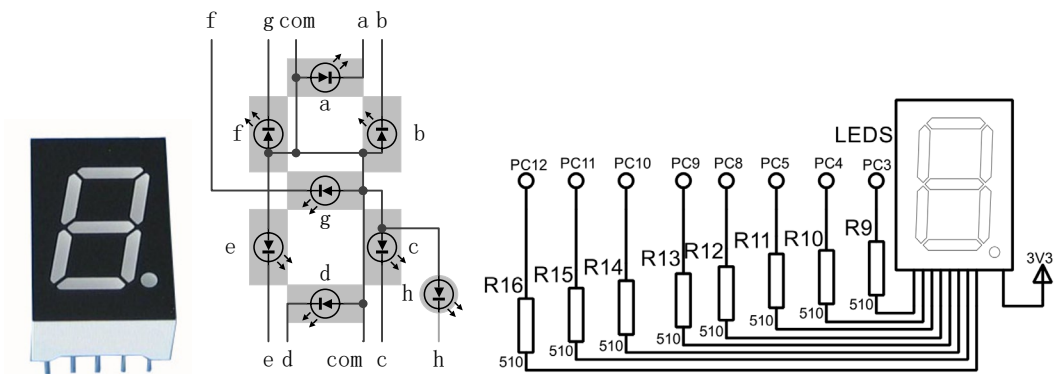 f g com a b
a
f b
g
e c
d h
e d com c h
LEDS
PC12 PC11 PC10 PC9 PC8 PC5 PC4 PC3
R16 R15 R14 R13 R12 R11 R10 R9
510 510 510 510 510 510 510 510
3V3